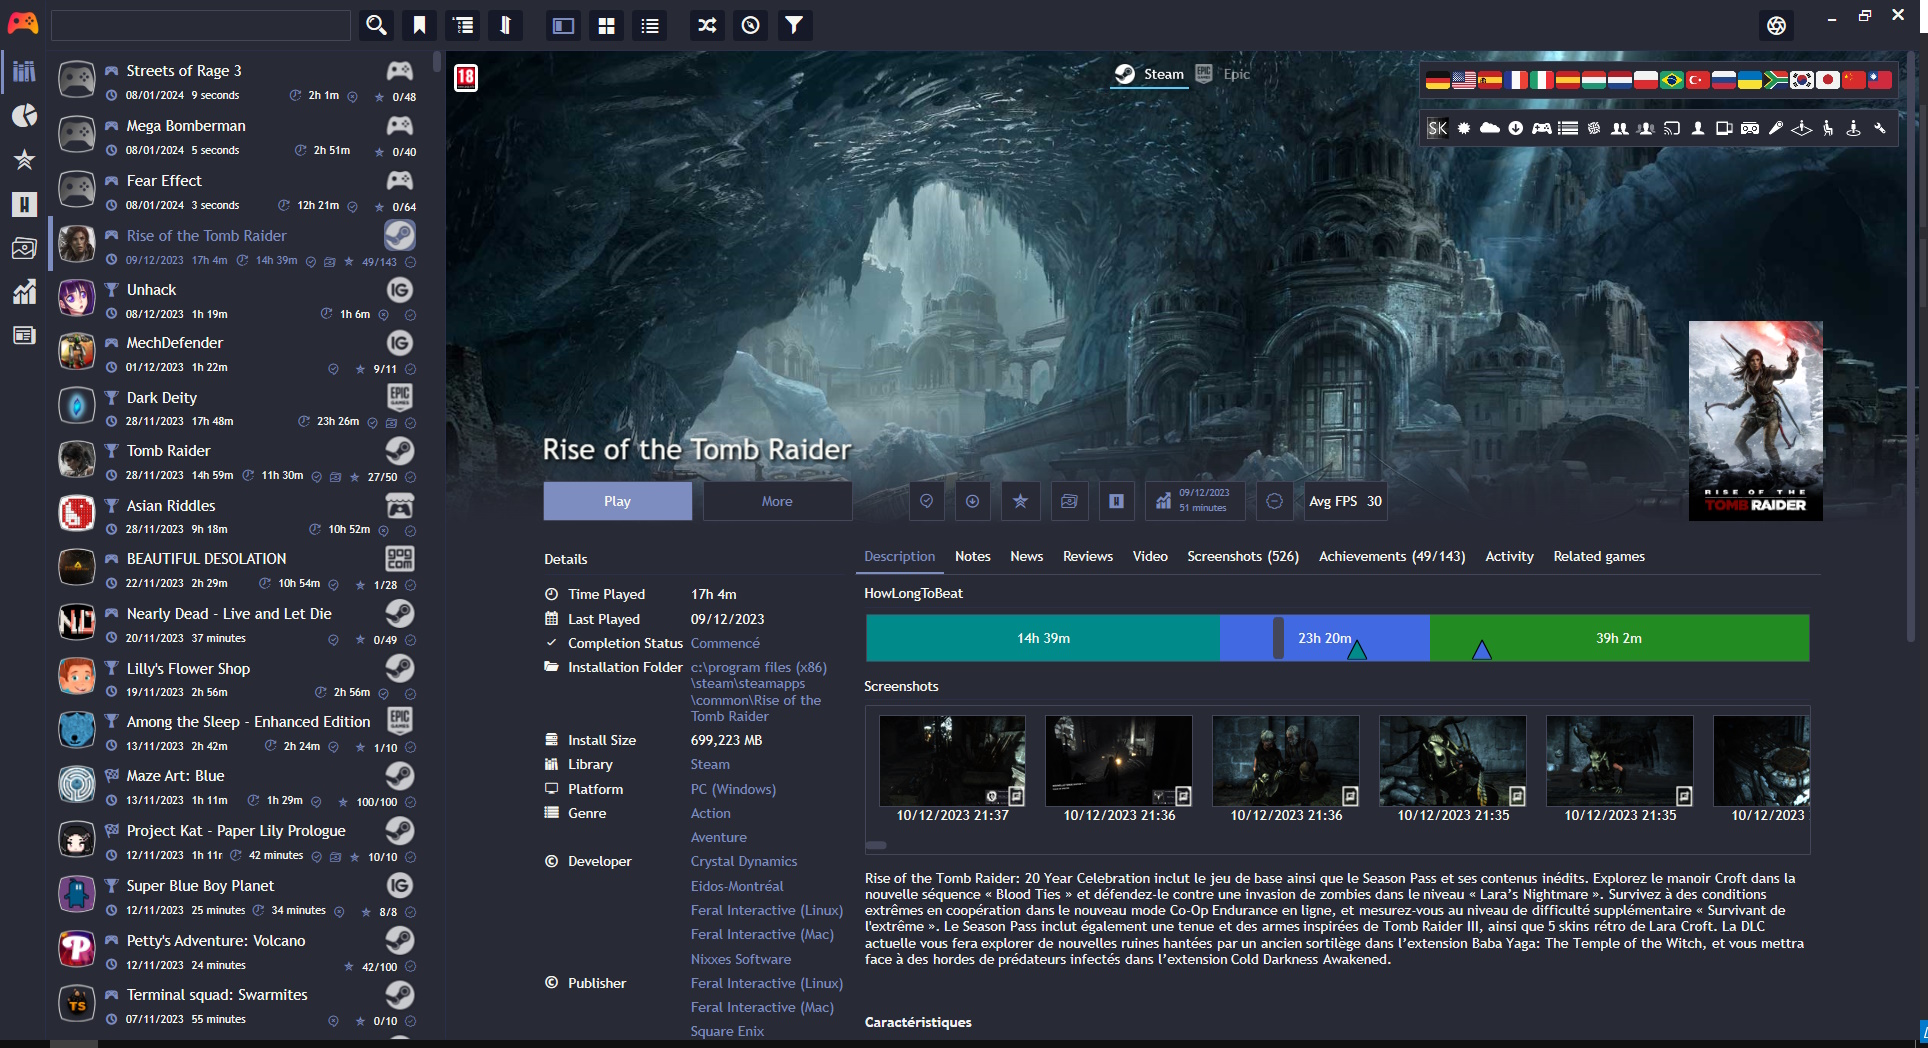 Streets of Rage 3
08/01/2024 9 seconds 2h 1m 0/48
Mega Bomberman
08/01/2024 5 seconds 2h 51m 0/40
Fear Effect
08/01/2024 3 seconds 12h 21m 0/64
Rise of the Tomb Raider
09/12/2023 17h 4m 14h 39m 49/143
Unhack
IG
08/12/2023 1h 19m 1h 6m
MechDefender
IG
01/12/2023 1h 22m 9/11
Dark Deity
EPIC GAMES
28/11/2023 17h 48m 23h 26m
Tomb Raider
28/11/2023 14h 59m 11h 30m 27/50
Asian Riddles
28/11/2023 9h 18m 10h 52m
BEAUTIFUL DESOLATION
gog com
22/11/2023 2h 29m 10h 54m 1/28
Nearly Dead - Live and Let Die
20/11/2023 37 minutes 0/49
Lilly's Flower Shop
19/11/2023 2h 56m 2h 56m
Among the Sleep - Enhanced Edition
EPIC GAMES
13/11/2023 2h 42m 2h 24m 1/10
Maze Art: Blue
13/11/2023 1h 11m 1h 29m 100/100
Project Kat - Paper Lily Prologue
12/11/2023 1h 11r 42 minutes 10/10
Super Blue Boy Planet
IG
12/11/2023 25 minutes 34 minutes 8/8
Petty's Adventure: Volcano
12/11/2023 24 minutes 42/100
Terminal squad: Swarmites
TS
07/11/2023 55 minutes 0/10
18
Steam
Epic
SK
Rise of the Tomb Raider
RISE OF THE
TOMB RAIDER
Play
More
09/12/2023
51 minutes
Avg FPS 30
Details
Time Played 17h 4m
Last Played 09/12/2023
Completion Status Commencé
Installation Folder c:\program files (x86)
\steam\steamapps
\common\Rise of the
Tomb Raider
Install Size 699,223 MB
Library Steam
Platform PC (Windows)
Genre Action
Aventure
Developer Crystal Dynamics
Eidos-Montréal
Feral Interactive (Linux)
Feral Interactive (Mac)
Nixxes Software
Publisher Feral Interactive (Linux)
Feral Interactive (Mac)
Square Enix
Description Notes News Reviews Video Screenshots (526) Achievements (49/143) Activity Related games
HowLongToBeat
14h 39m 23h 20m 39h 2m
Screenshots
10/12/2023 21:37 10/12/2023 21:36 10/12/2023 21:36 10/12/2023 21:35 10/12/2023 21:35 10/12/2023
Rise of the Tomb Raider: 20 Year Celebration inclut le jeu de base ainsi que le Season Pass et ses contenus inédits. Explorez le manoir Croft dans la
nouvelle séquence « Blood Ties » et défendez-le contre une invasion de zombies dans le niveau « Lara’s Nightmare ». Survivez à des conditions
extrêmes en coopération dans le nouveau mode Co-Op Endurance en ligne, et mesurez-vous au niveau de difficulté supplémentaire « Survivant de
l'extrême ». Le Season Pass inclut également une tenue et des armes inspirées de Tomb Raider III, ainsi que 5 skins rétro de Lara Croft. La DLC
actuelle vous fera explorer de nouvelles ruines hantées par un ancien sortilège dans l’extension Baba Yaga: The Temple of the Witch, et vous mettra
face à des hordes de prédateurs infectés dans l’extension Cold Darkness Awakened.
Caractéristiques